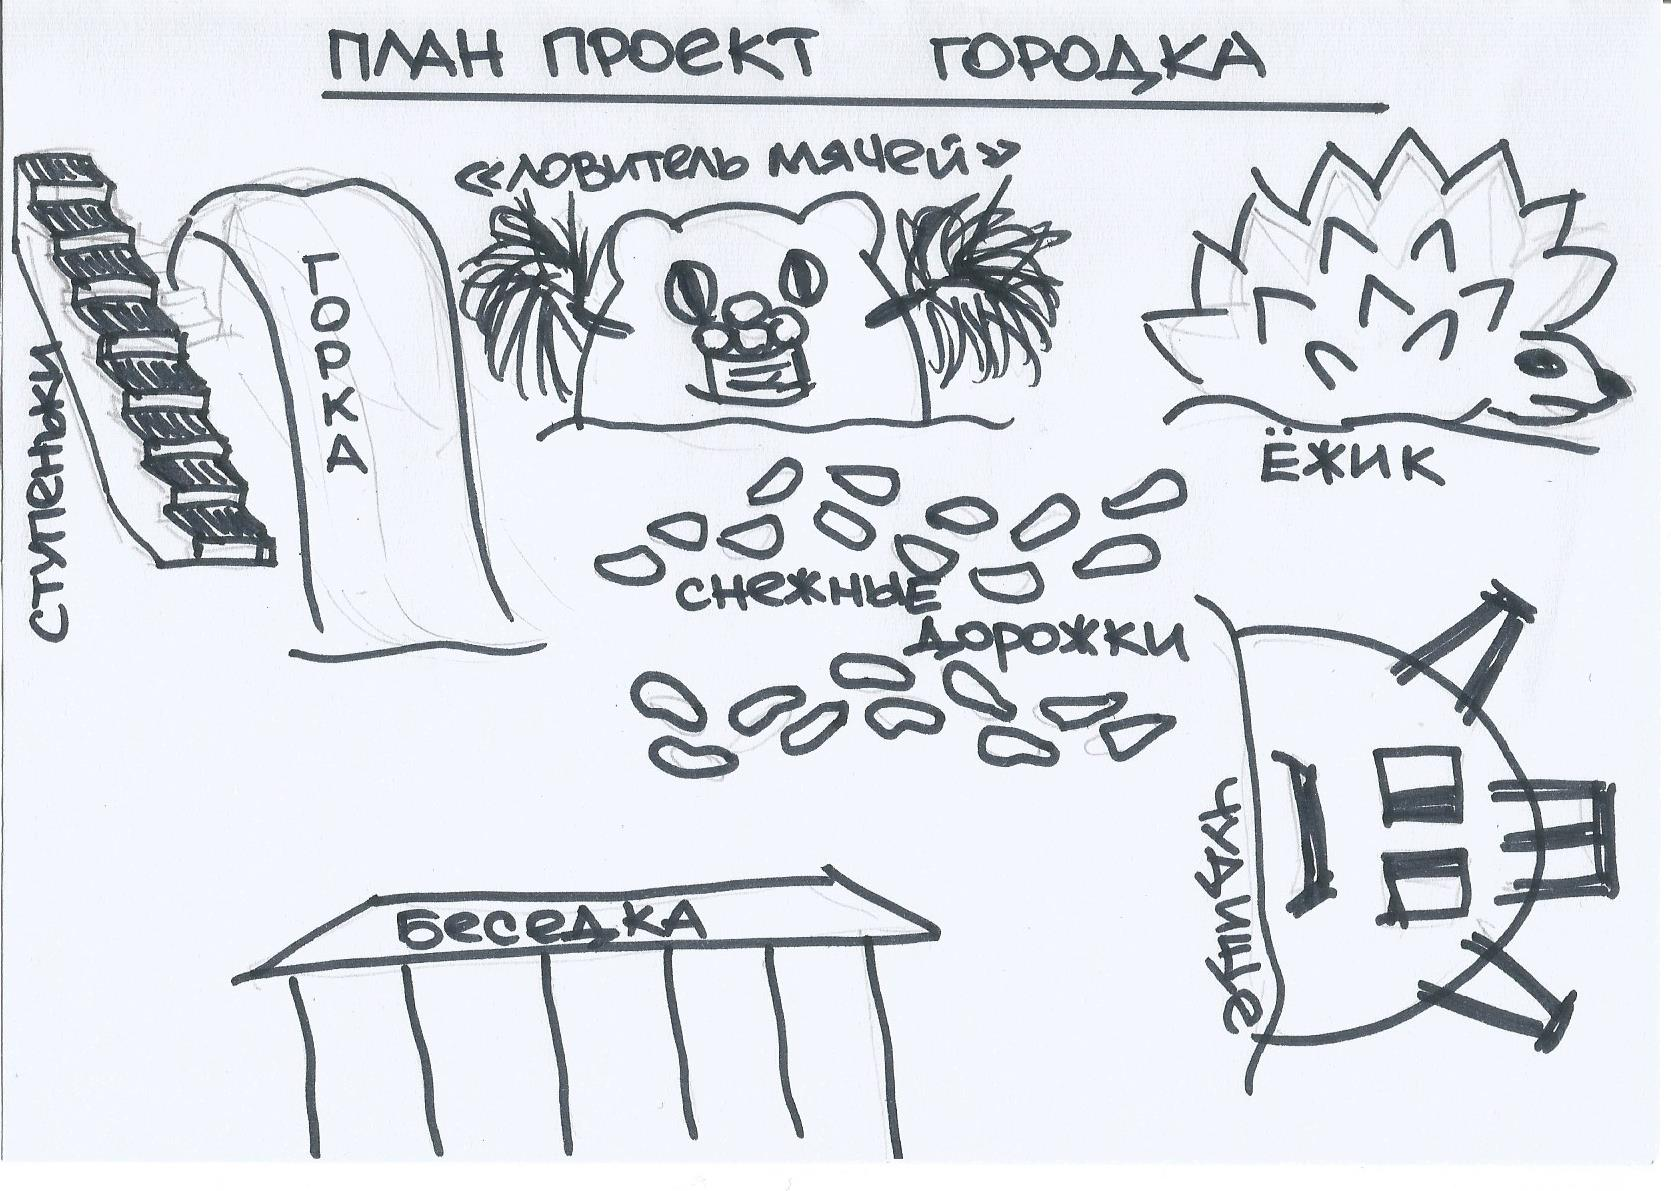 ПЛАН ПРОЕКТ ГОРОДКА
«ЛОВИТЕЛЬ МЯЧЕЙ»
СТУПЕНЬКИ
ГОРКА
ЁЖИК
СНЕЖНЫЕ
ДОРОЖКИ
ЧУДИЩЕ
БЕСЕДКА